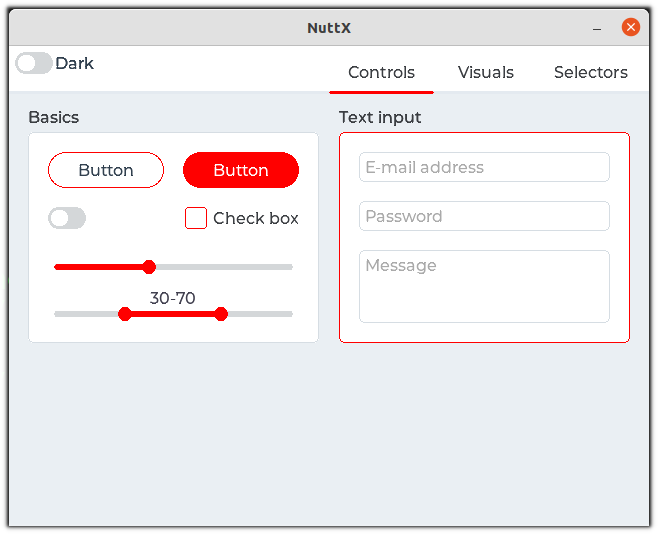 NuttX
Dark
Controls
Visuals
Selectors
Basics
Button
Button
Check box
30-70
Text input
E-mail address
Password
Message